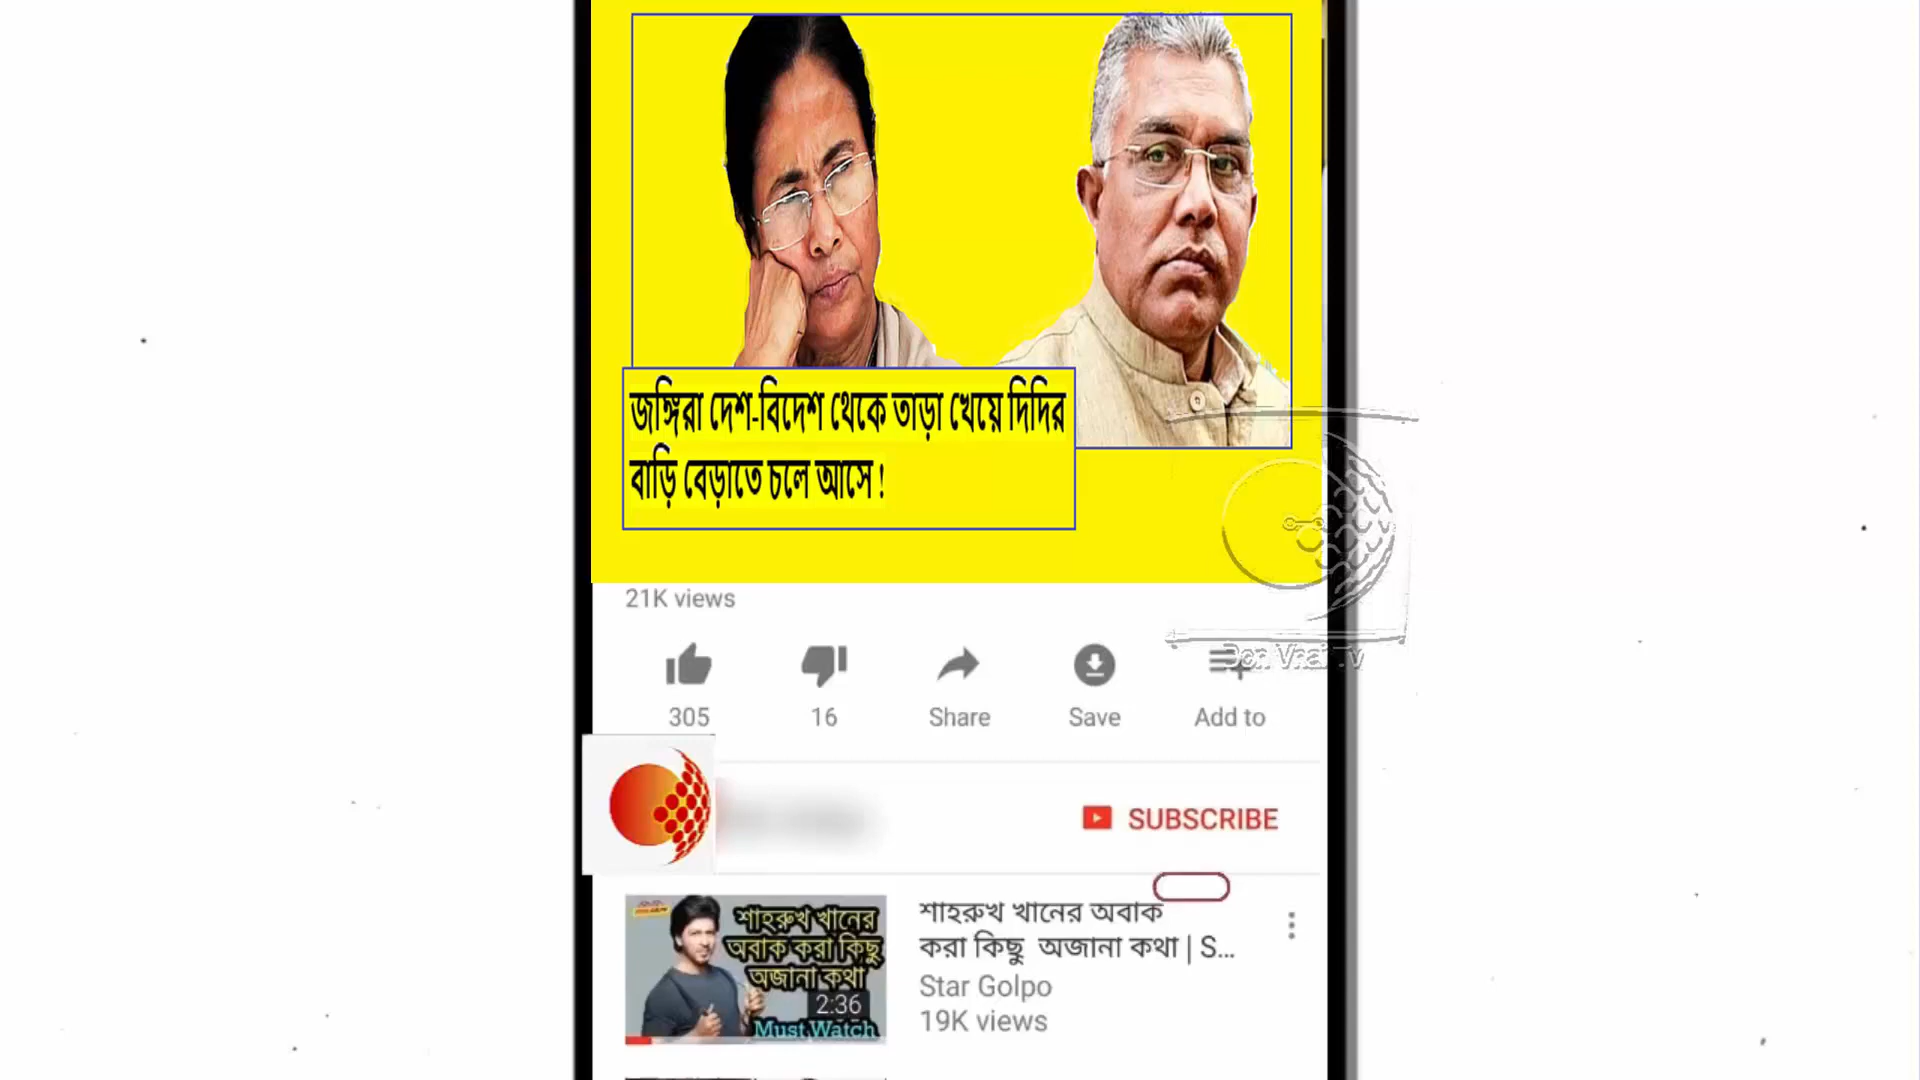 জঙ্গিরা দেশ-বিদেশ থেকে তাড়া খেয়ে দিদির
বাড়ি বেড়াতে চলে আসে !
21K views
305
16
Share
Save
Add to
SUBSCRIBE
শাহরুখ খানের
অবাক করা কিছু
অজানা কথা
2:36
Must Watch
শাহরুখ খানের অবাক
করা কিছু অজানা কথা | S...
Star Golpo
19K views